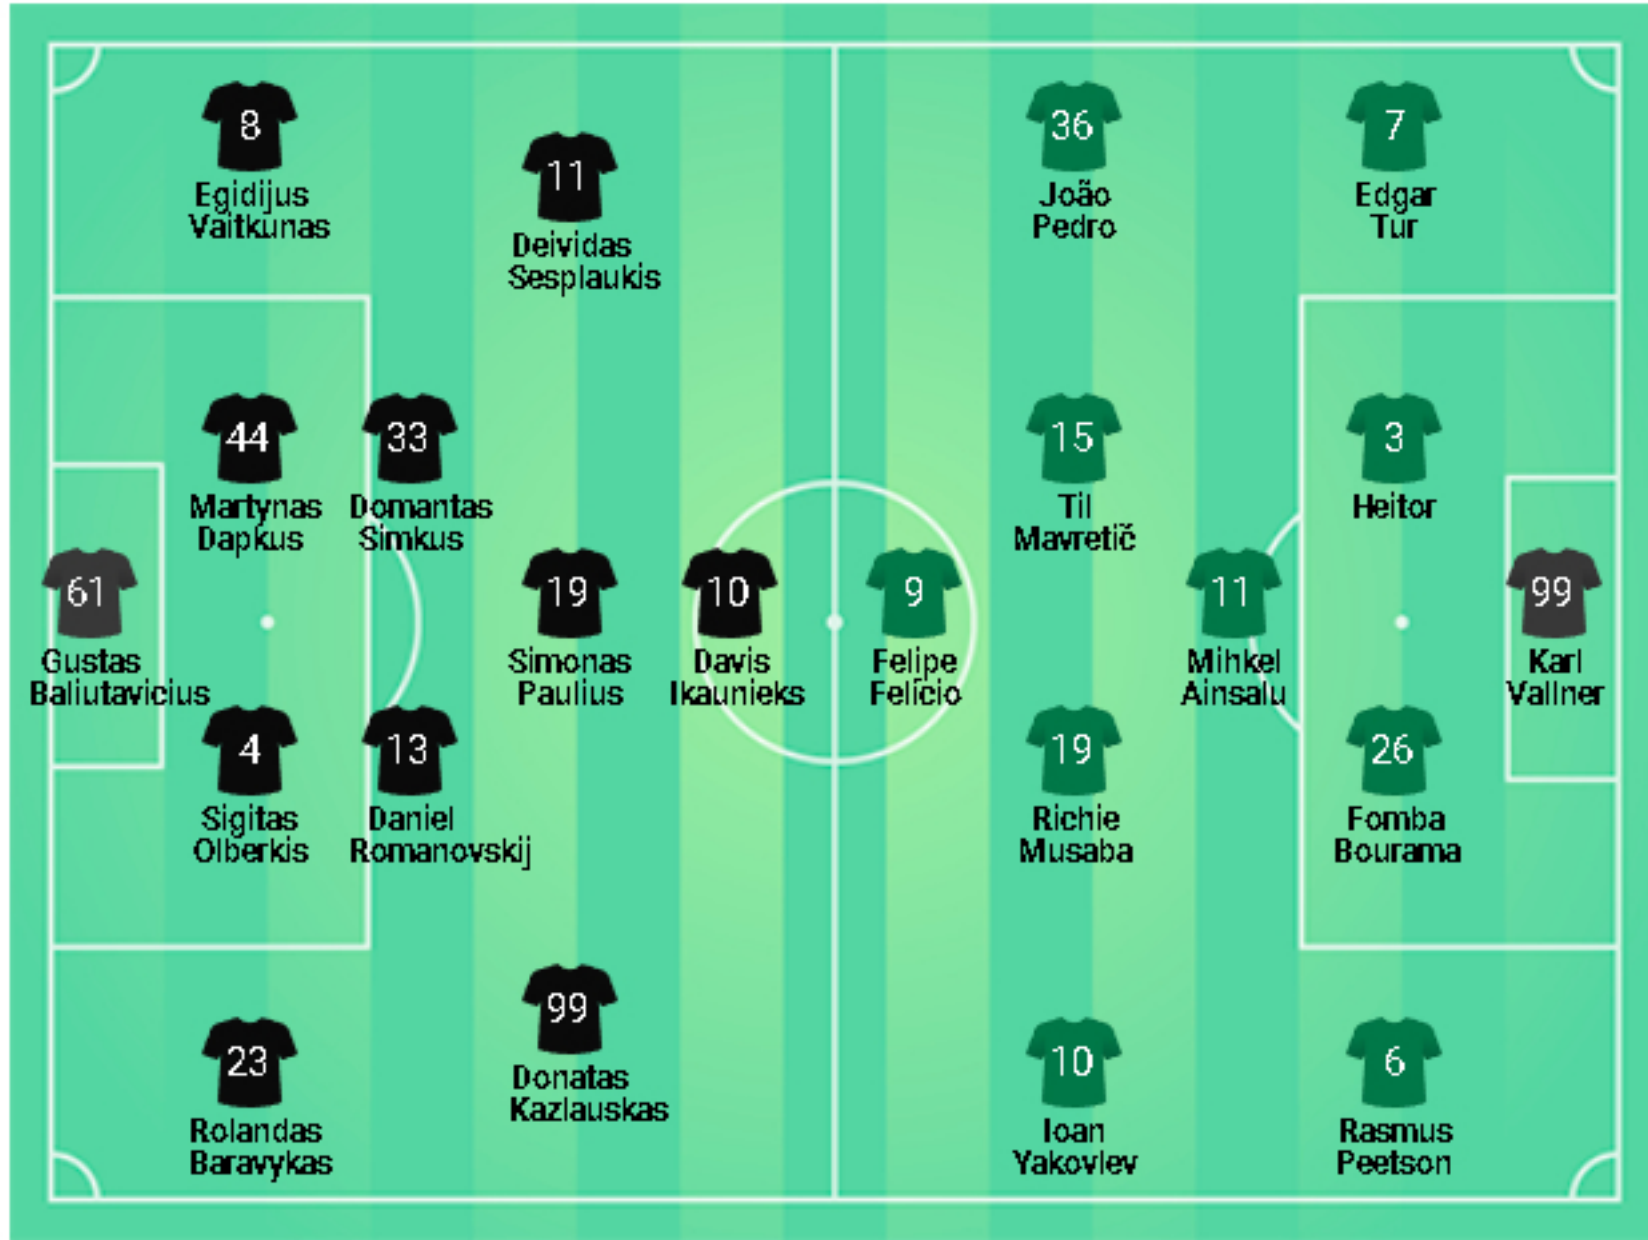 8
Egidijus
Vaitkunas
11
Deividas
Sesplaukis
36
João
Pedro
7
Edgar
Tur
44
Martynas
Dapkus
33
Domantas
Simkus
15
Til
Mavretič
3
Heitor
61
Gustas
Baliutavicius
19
Simonas
Paulius
10
Davis
Ikaunieks
9
Felipe
Felício
11
Mihkel
Ainsalu
99
Karl
Vallner
4
Sigitas
Olberkis
13
Daniel
Romanovskij
19
Richie
Musaba
26
Fomba
Bourama
99
Donatas
Kazlauskas
23
Rolandas
Baravykas
10
Ioan
Yakovlev
6
Rasmus
Peetson